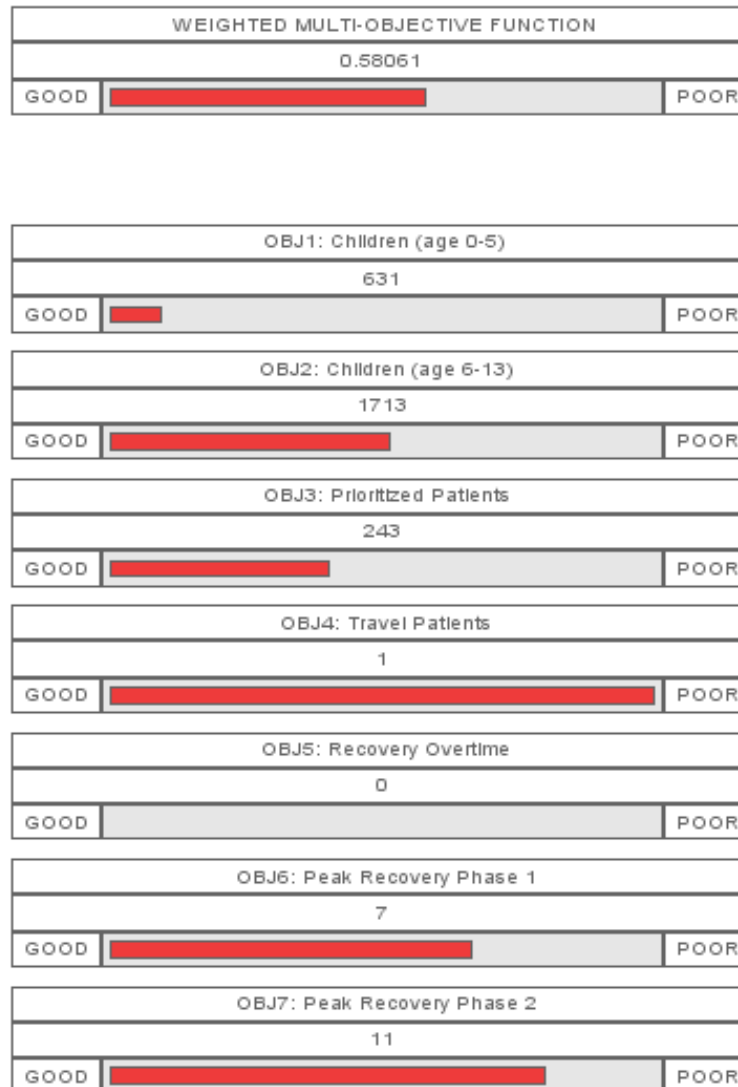 WEIGHTED MULTI-OBJECTIVE FUNCTION
0.58061
GOOD POOR
OBJ1: Children (age 0-5)
631
GOOD POOR
OBJ2: Children (age 6-13)
1713
GOOD POOR
OBJ3: Prioritized Patients
243
GOOD POOR
OBJ4: Travel Patients
1
GOOD POOR
OBJ5: Recovery Overtime
0
GOOD POOR
OBJ6: Peak Recovery Phase 1
7
GOOD POOR
OBJ7: Peak Recovery Phase 2
11
GOOD POOR